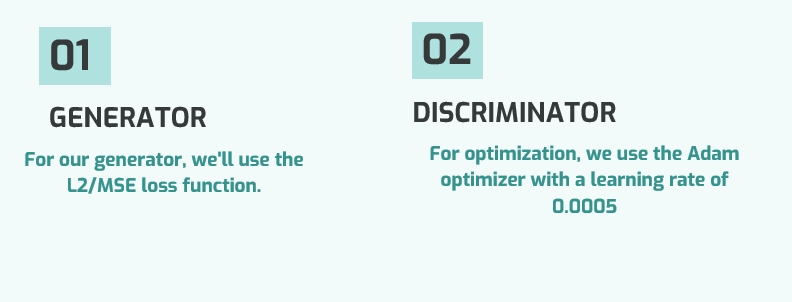 01
GENERATOR
For our generator, we'll use the
L2/MSE loss function.
02
DISCRIMINATOR
For optimization, we use the Adam
optimizer with a learning rate of
0.0005